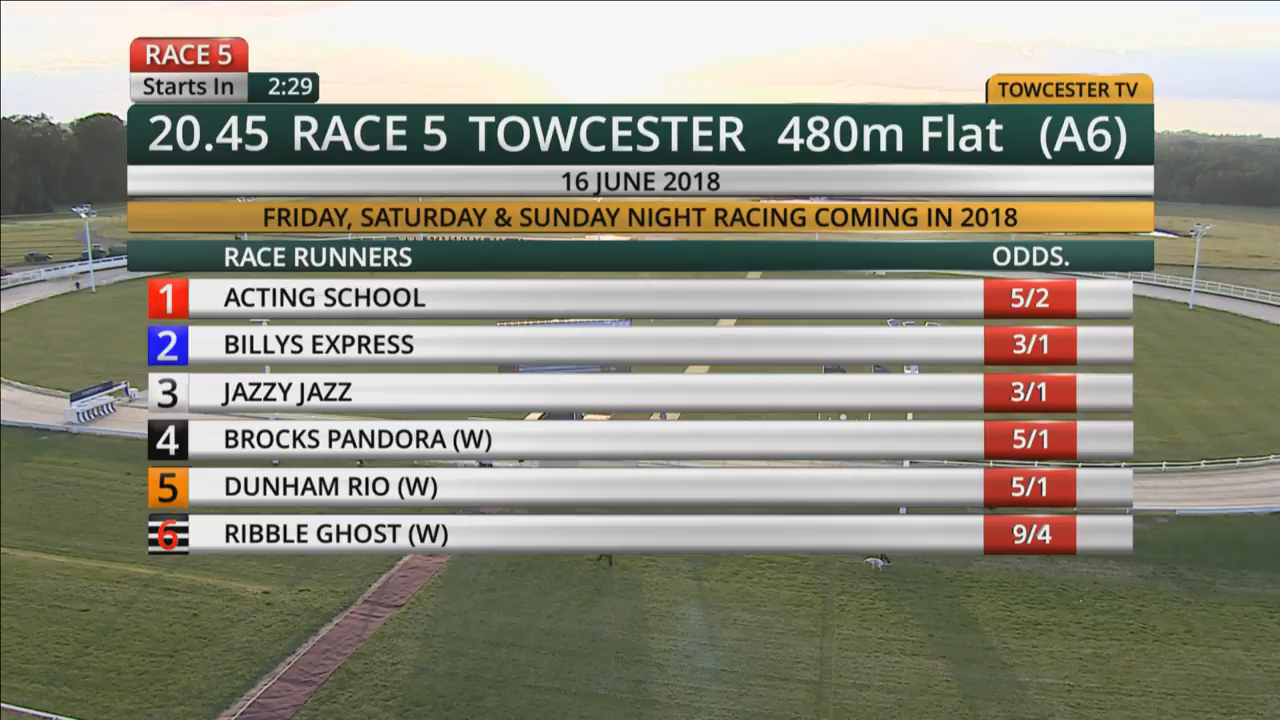 RACE 5
Starts In 2:29
TOWCESTER TV
20.45 RACE 5 TOWCESTER 480m Flat (A6)
16 JUNE 2018
FRIDAY, SATURDAY & SUNDAY NIGHT RACING COMING IN 2018
RACE RUNNERS ODDS.
1 ACTING SCHOOL 5/2
2 BILLYS EXPRESS 3/1
3 JAZZY JAZZ 3/1
4 BROCKS PANDORA (W) 5/1
5 DUNHAM RIO (W) 5/1
6 RIBBLE GHOST (W) 9/4